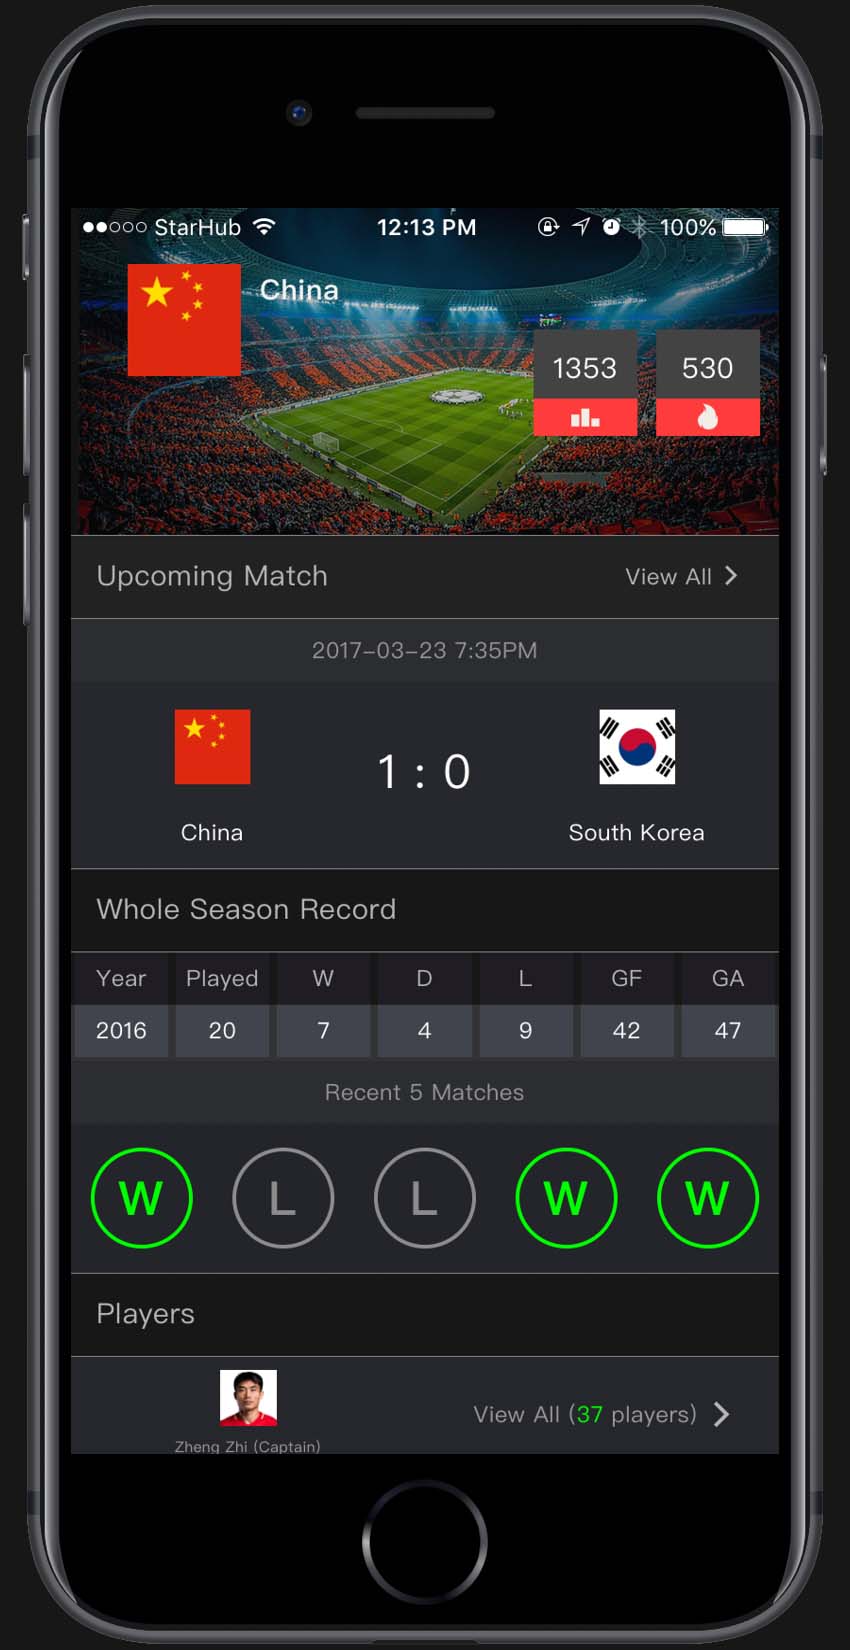 StarHub 12:13 PM 100%
China
1353 530
Upcoming Match View All
2017-03-23 7:35PM
1 : 0
China South Korea
Whole Season Record
Year Played W D L GF GA
2016 20 7 4 9 42 47
Recent 5 Matches
W L L W W
Players
View All (37 players)
Zheng Zhi (Captain)